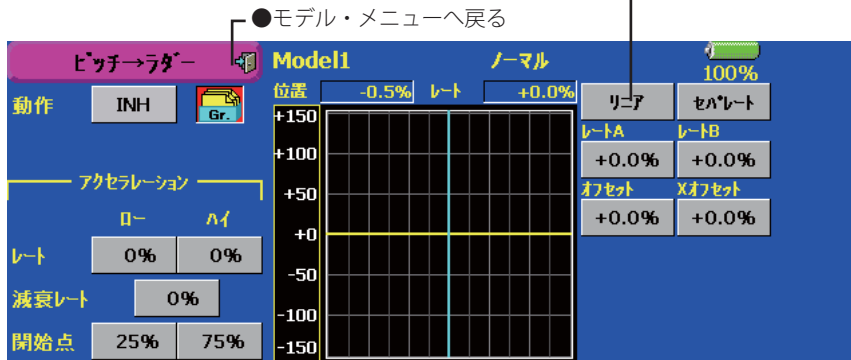 ●モデル・メニューへ戻る
ピッチ→ラダー Model1 ノーマル 100%
動作 INH Gr. 位置 -0.5% レート +0.0% リニア セパレート
レートA レートB
+0.0% +0.0%
オフセット Xオフセット
+0.0% +0.0%
アクセラレーション
ロー ハイ
レート 0% 0%
減衰レート 0%
開始点 25% 75%
+150
+100
+50
+0
-50
-100
-150